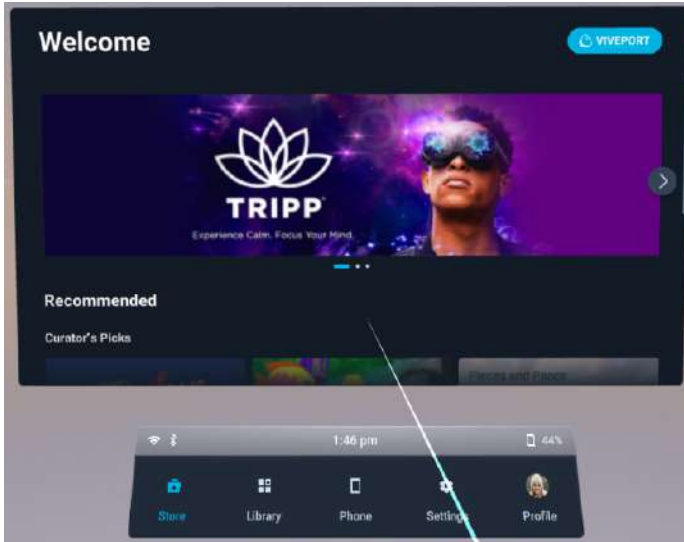 Welcome
VIVEPORT
TRIPP
Experience Calm. Focus Your Mind.
Recommended
Curator's Picks
Pieces and Dance
1:46 pm
44%
Store
Library
Phone
Settings
Profile